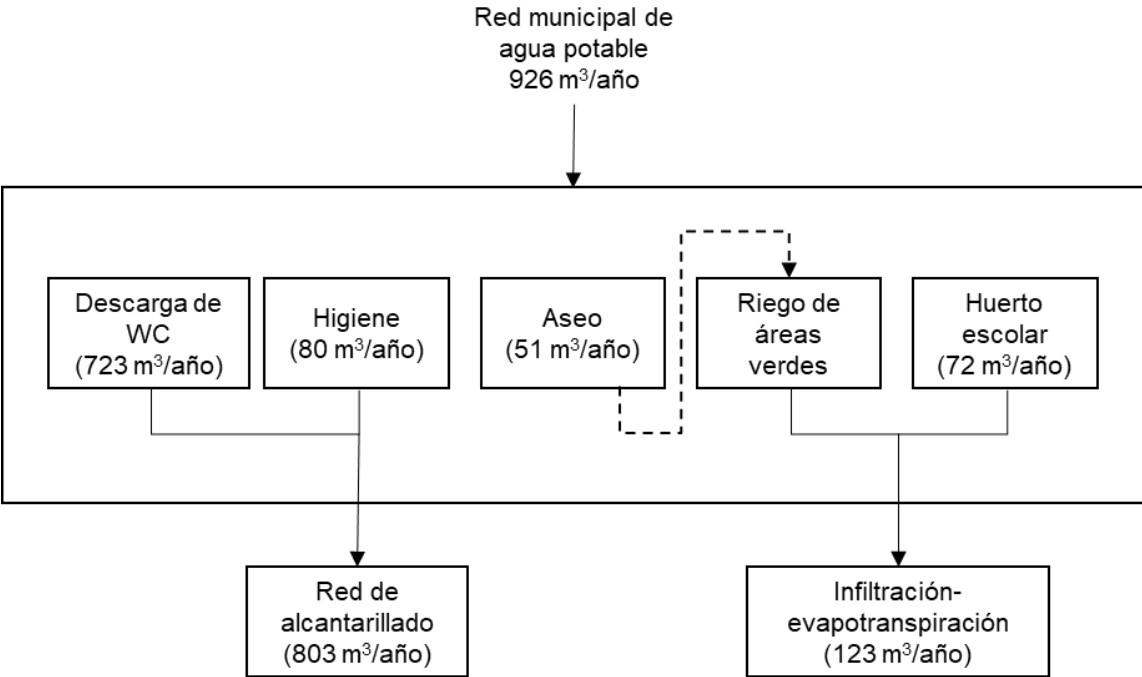 Red municipal de
agua potable
926 m³/año
Descarga de
WC
(723 m³/año)
Higiene
(80 m³/año)
Aseo
(51 m³/año)
Riego de
áreas
verdes
Huerto
escolar
(72 m³/año)
Red de
alcantarillado
(803 m³/año)
Infiltración-
evapotranspiración
(123 m³/año)